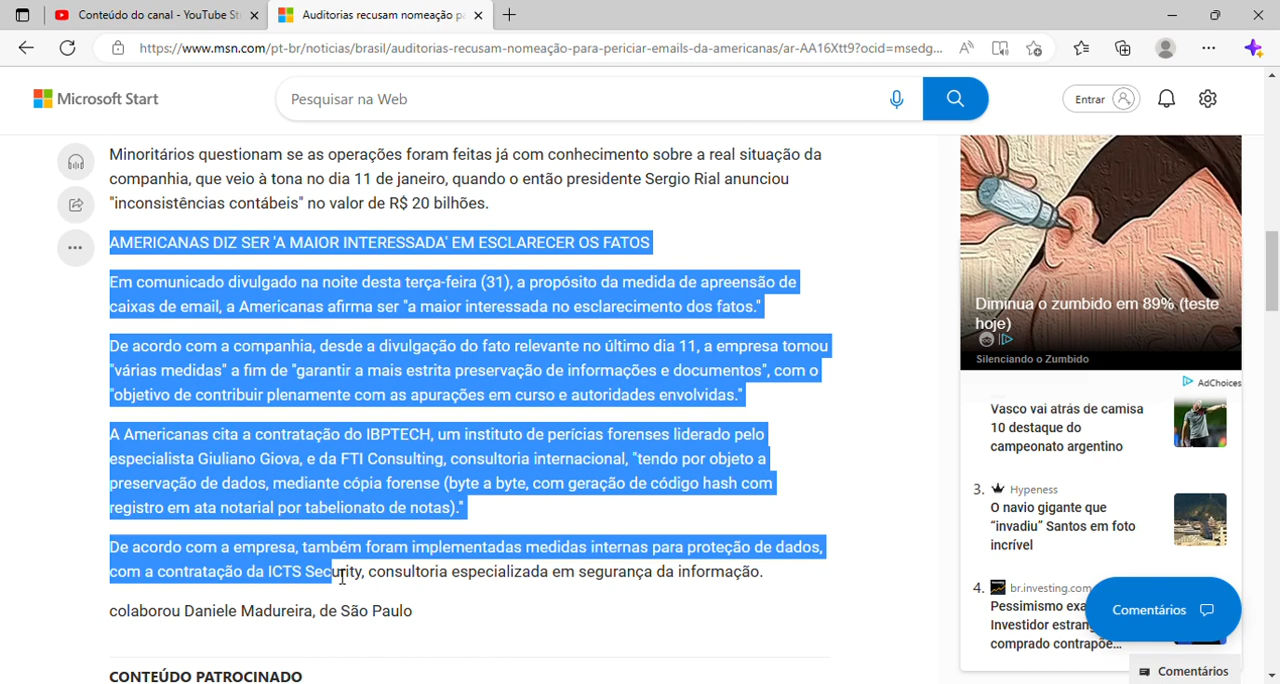 Conteúdo do canal - YouTube St
Auditorias recusam nomeação pa
https://www.msn.com/pt-br/noticias/brasil/auditorias-recusam-nomeação-para-periciar-emails-da-americanas/ar-AA16Xtt9?ocid=msedg...
Microsoft Start
Pesquisar na Web
Entrar
Minoritários questionam se as operações foram feitas já com conhecimento sobre a real situação da
companhia, que veio à tona no dia 11 de janeiro, quando o então presidente Sergio Rial anunciou
"inconsistências contábeis" no valor de R$ 20 bilhões.
AMERICANAS DIZ SER 'A MAIOR INTERESSADA' EM ESCLARECER OS FATOS
Em comunicado divulgado na noite desta terça-feira (31), a propósito da medida de apreensão de
caixas de email, a Americanas afirma ser "a maior interessada no esclarecimento dos fatos."
De acordo com a companhia, desde a divulgação do fato relevante no último dia 11, a empresa tomou
"várias medidas" a fim de "garantir a mais estrita preservação de informações e documentos", com o
"objetivo de contribuir plenamente com as apurações em curso e autoridades envolvidas."
A Americanas cita a contratação do IBPTECH, um instituto de perícias forenses liderado pelo
especialista Giuliano Giova, e da FTI Consulting, consultoria internacional, "tendo por objeto a
preservação de dados, mediante cópia forense (byte a byte, com geração de código hash com
registro em ata notarial por tabelionato de notas)."
De acordo com a empresa, também foram implementadas medidas internas para proteção de dados,
com a contratação da ICTS Security, consultoria especializada em segurança da informação.
colaborou Daniele Madureira, de São Paulo
CONTEÚDO PATROCINADO
Diminua o zumbido em 89% (teste
hoje)
Silenciando o Zumbido
AdChoices
Vasco vai atrás de camisa
10 destaque do
campeonato argentino
3. Hypeness
O navio gigante que
"invadiu" Santos em foto
incrível
4. br.investing.com
Pessimismo exa
Investidor estrang
comprado contrapõe...
Comentários
Comentários